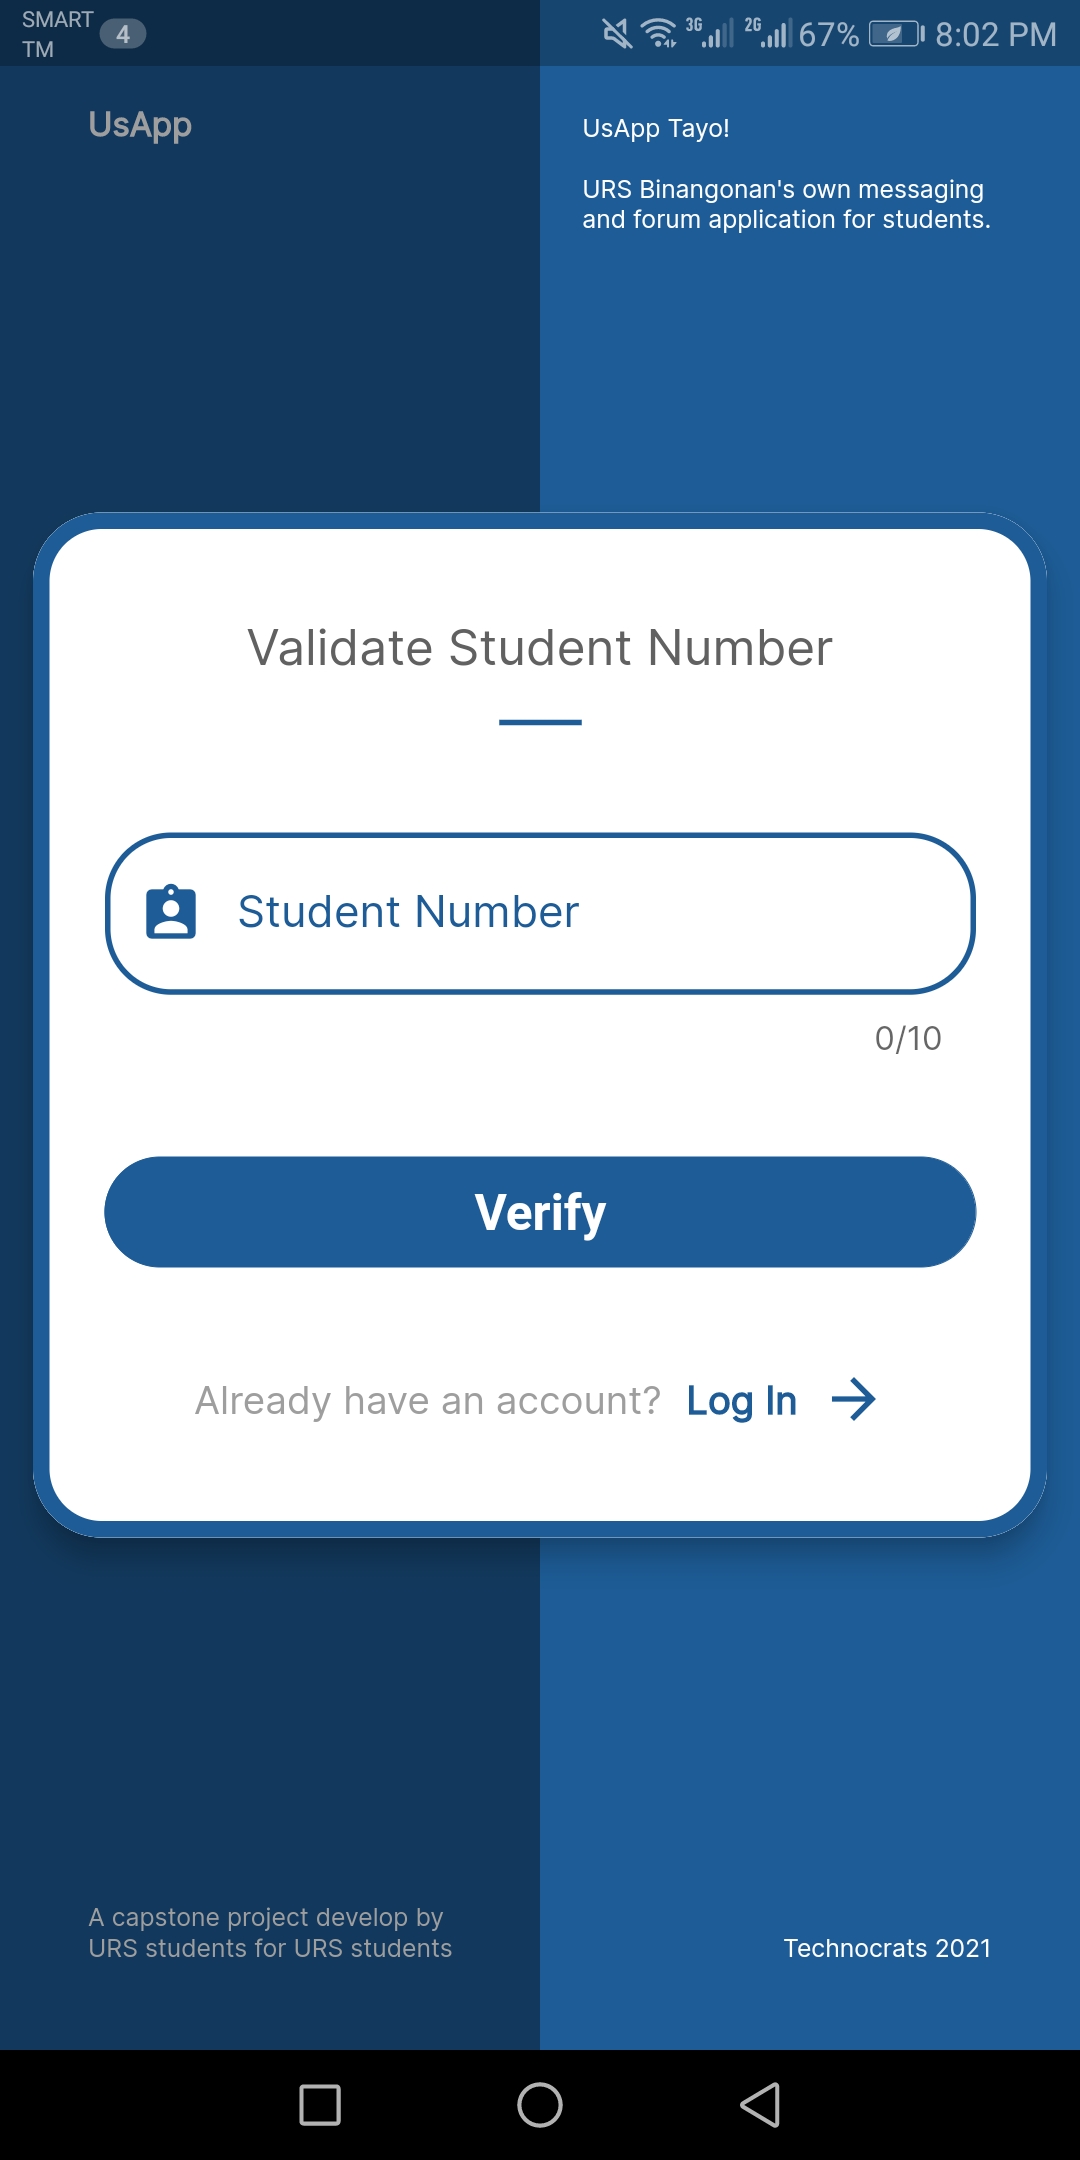 SMART
TM
4
3G
2G
67%
8:02 PM
UsApp
UsApp Tayo!
URS Binangonan's own messaging
and forum application for students.
Validate Student Number
Student Number
0/10
Verify
Already have an account? Log In
A capstone project develop by
URS students for URS students
Technocrats 2021